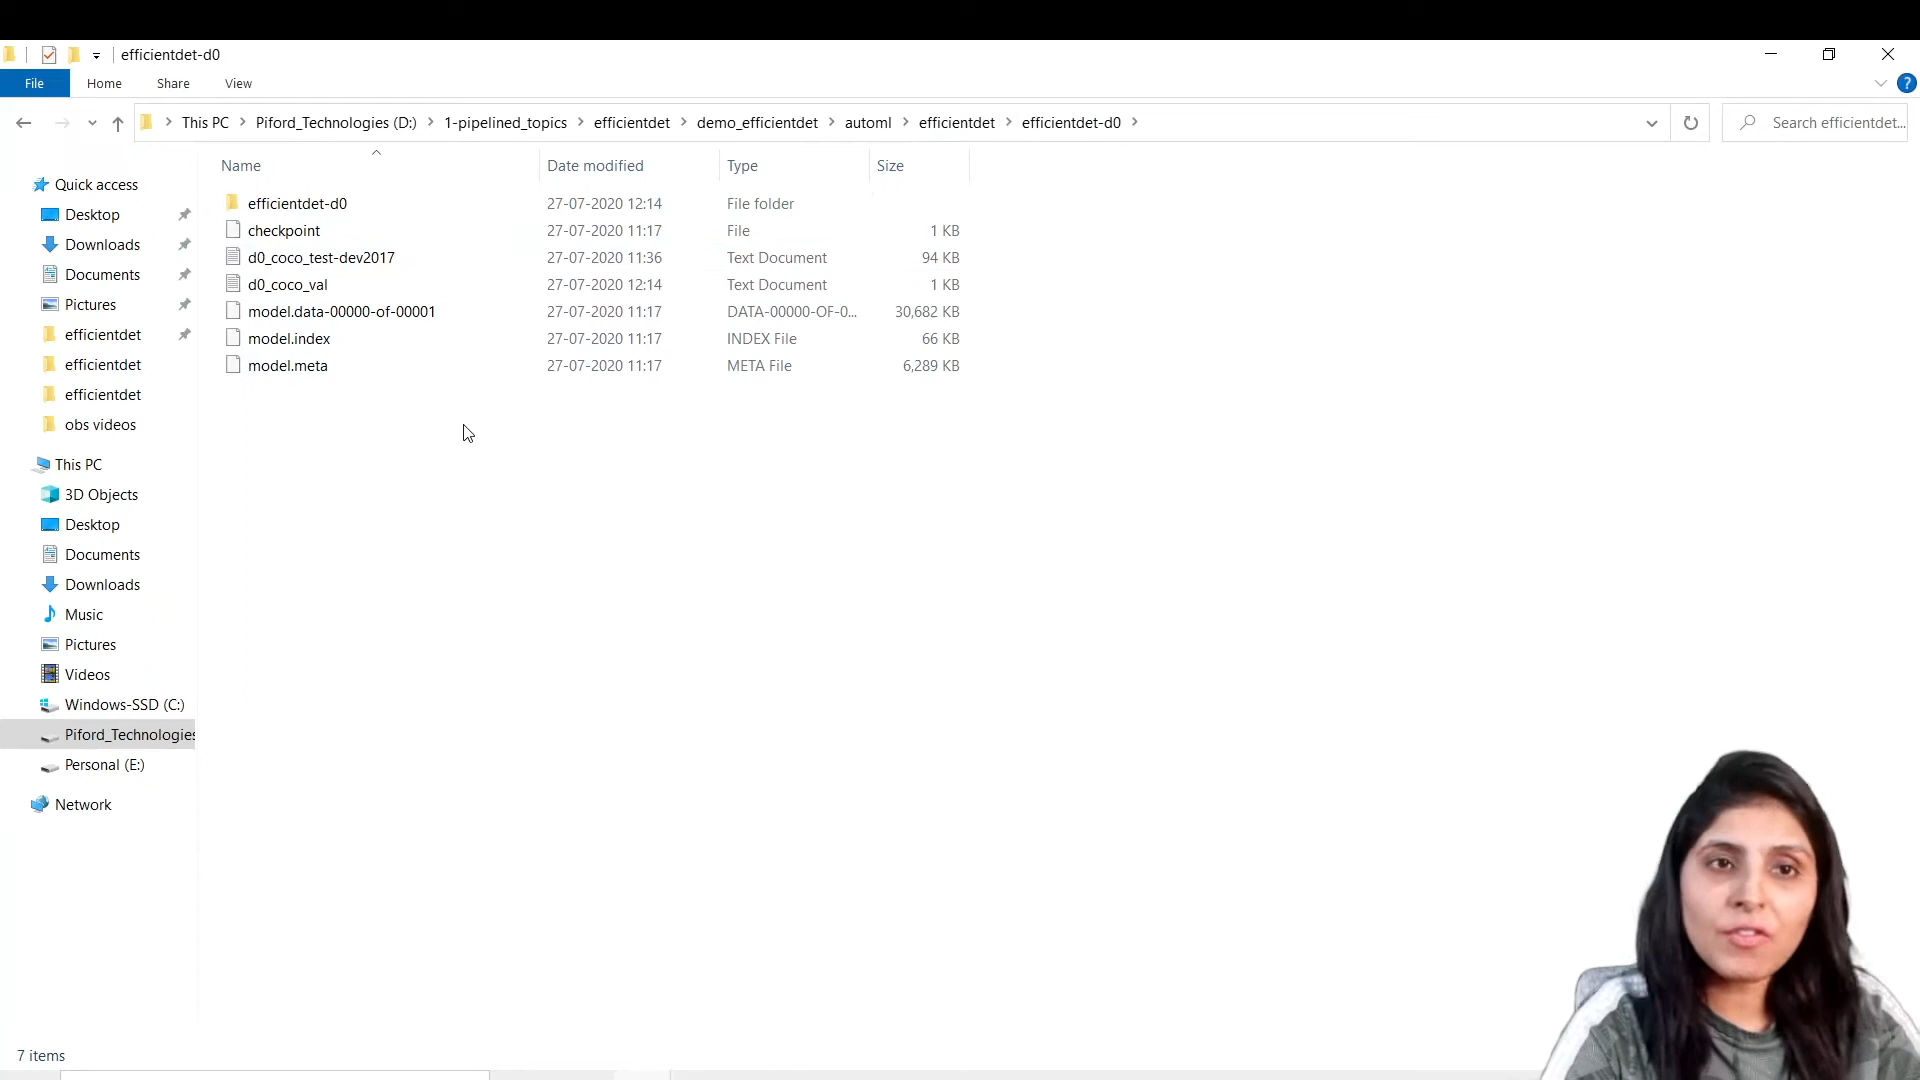 efficientdet-d0
File Home Share View
This PC Piford_Technologies (D:) 1-pipelined_topics efficientdet demo_efficientdet automl efficientdet efficientdet-d0
Search efficientdet...
Name Date modified Type Size
efficientdet-d0 27-07-2020 12:14 File folder
checkpoint 27-07-2020 11:17 File 1 KB
d0_coco_test-dev2017 27-07-2020 11:36 Text Document 94 KB
d0_coco_val 27-07-2020 12:14 Text Document 1 KB
model.data-00000-of-00001 27-07-2020 11:17 DATA-00000-OF-0... 30,682 KB
model.index 27-07-2020 11:17 INDEX File 66 KB
model.meta 27-07-2020 11:17 META File 6,289 KB
Quick access
Desktop
Downloads
Documents
Pictures
efficientdet
efficientdet
efficientdet
obs videos
This PC
3D Objects
Desktop
Documents
Downloads
Music
Pictures
Videos
Windows-SSD (C:)
Piford_Technologies
Personal (E:)
Network
7 items